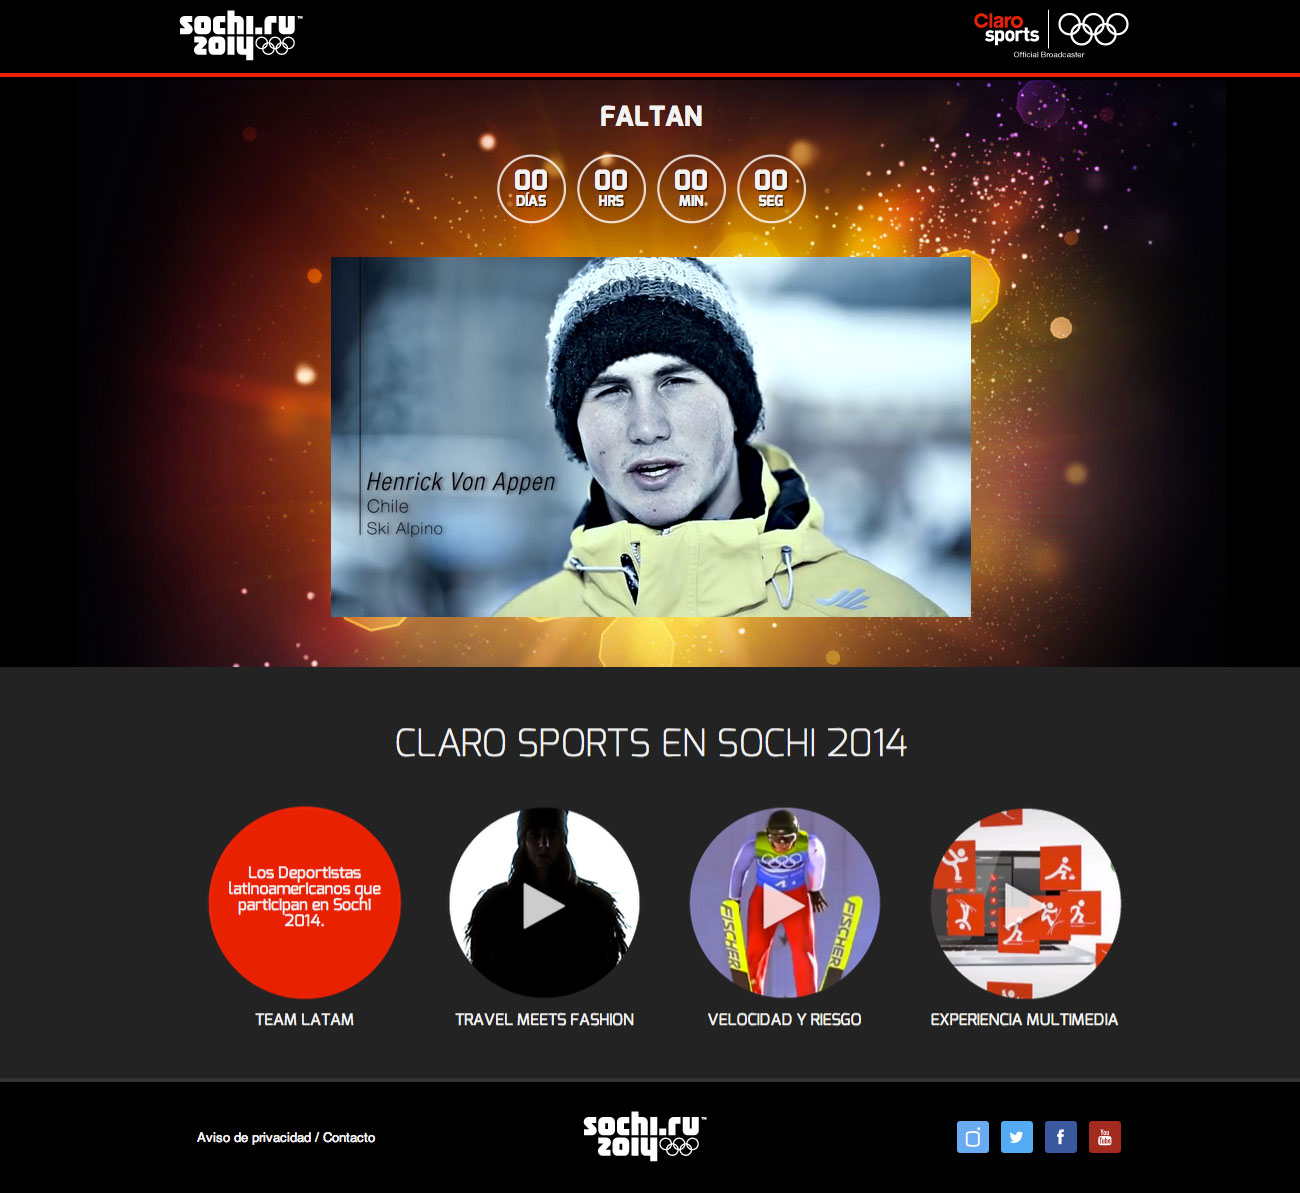 sochi.ru™
2014
Claro
sports
Official Broadcaster
FALTAN
00 00 00 00
DÍAS HRS MIN. SEG
Henrick Von Appen
Chile
Ski Alpino
CLARO SPORTS EN SOCHI 2014
Los Deportistas
latinoamericanos que
participan en Sochi
2014.
FISCHER
FISCHER
TEAM LATAM
TRAVEL MEETS FASHION
VELOCIDAD Y RIESGO
EXPERIENCIA MULTIMEDIA
Aviso de privacidad / Contacto
sochi.ru™
2014
You
Tube